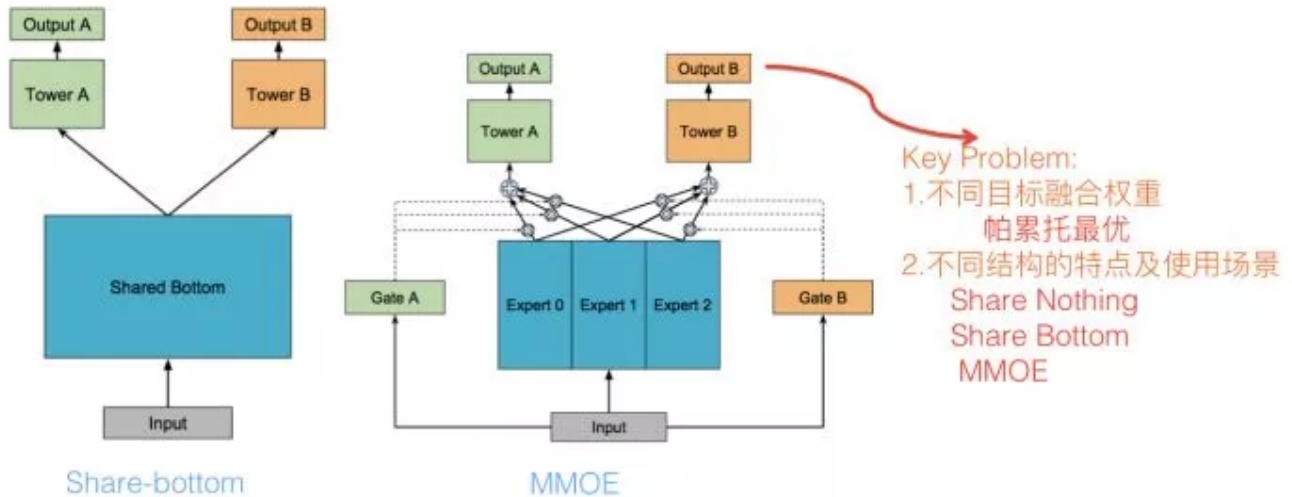 Output A
Output B
Tower A
Tower B
Shared Bottom
Input
Share-bottom
Output A
Output B
Tower A
Tower B
Gate A
Expert 0
Expert 1
Expert 2
Gate B
Input
MMOE
Key Problem:
1.不同目标融合权重
帕累托最优
2.不同结构的特点及使用场景
Share Nothing
Share Bottom
MMOE